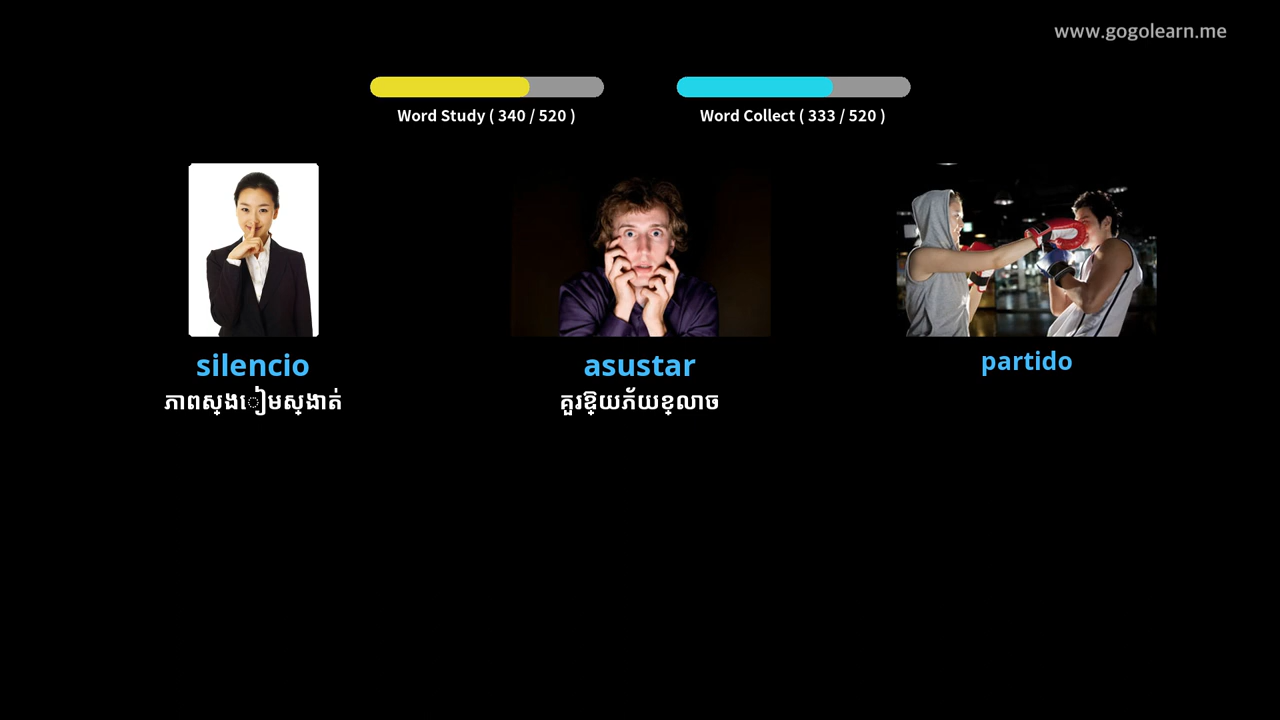 www.gogolearn.me
Word Study ( 340 / 520 )
Word Collect ( 333 / 520 )
silencio
asustar
partido
ភាពស្ងៀមស្ងាត់
គួរឱ្យភ័យខ្លាច